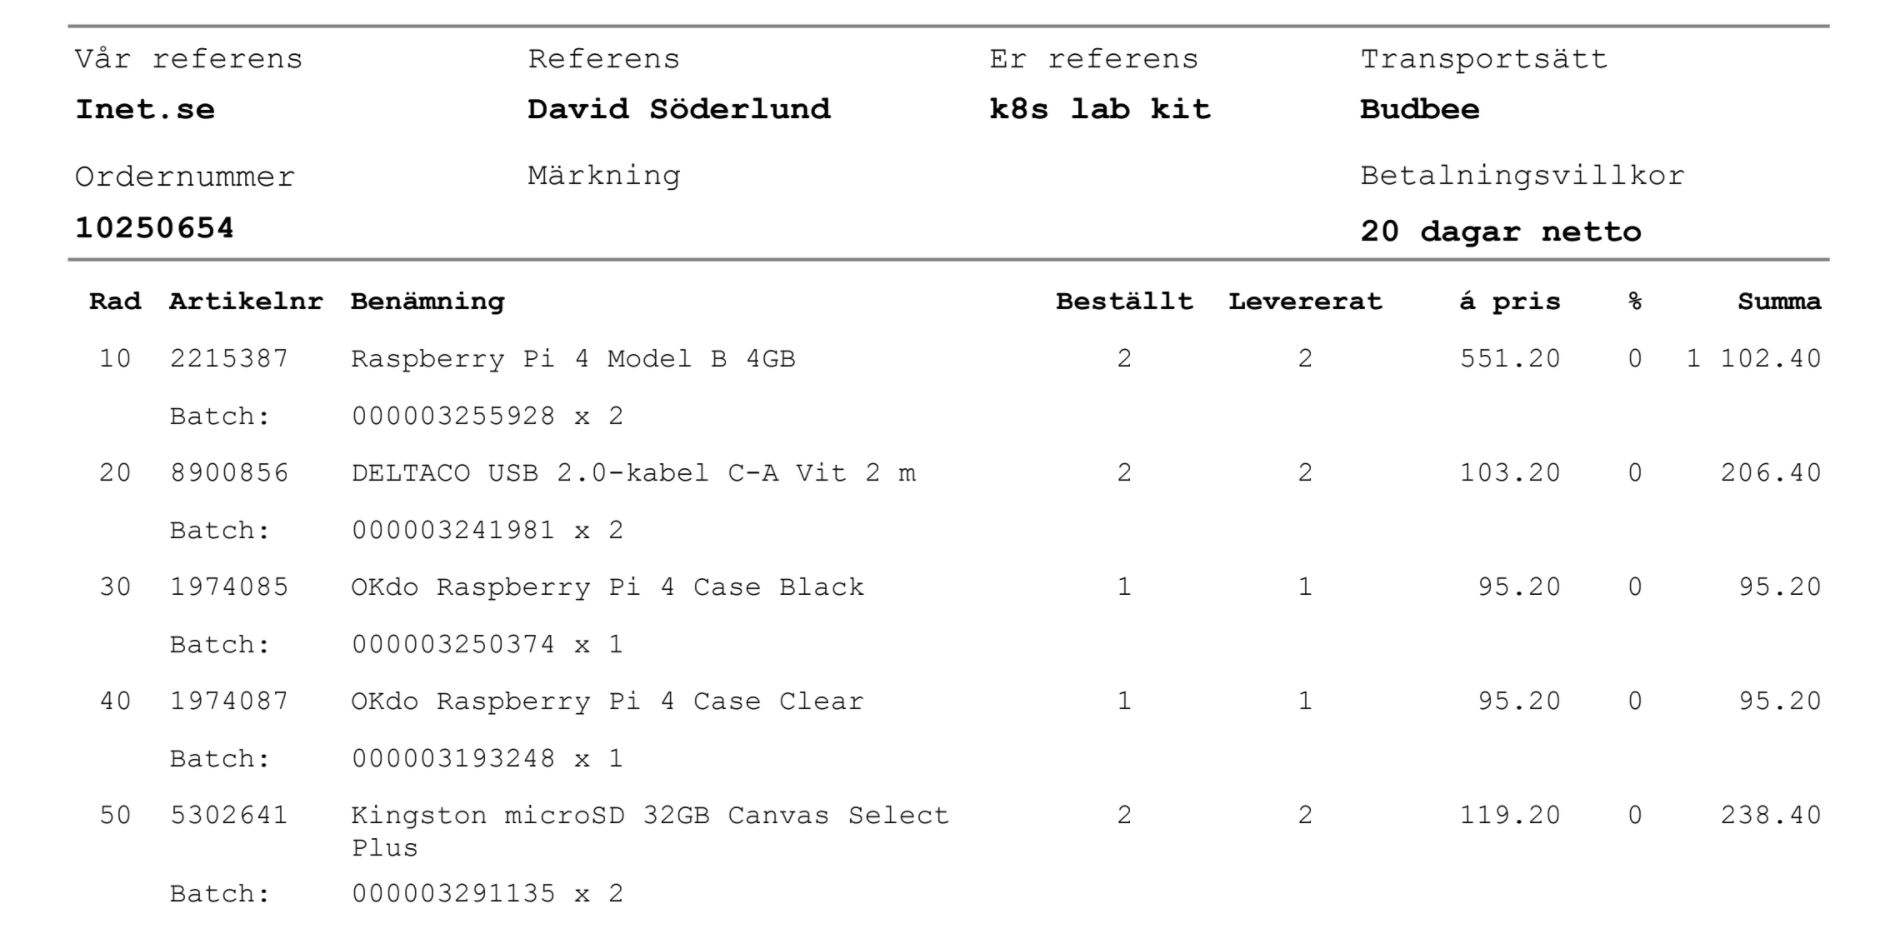 Vår referens Referens Er referens Transportsätt
Inet.se David Söderlund k8s lab kit Budbee
Ordernummer Märkning Betalningsvillkor
10250654 20 dagar netto
Rad Artikelnr Benämning Beställt Levererat á pris % Summa
10 2215387 Raspberry Pi 4 Model B 4GB 2 2 551.20 0 1 102.40
Batch: 000003255928 x 2
20 8900856 DELTACO USB 2.0-kabel C-A Vit 2 m 2 2 103.20 0 206.40
Batch: 000003241981 x 2
30 1974085 OKdo Raspberry Pi 4 Case Black 1 1 95.20 0 95.20
Batch: 000003250374 x 1
40 1974087 OKdo Raspberry Pi 4 Case Clear 1 1 95.20 0 95.20
Batch: 000003193248 x 1
50 5302641 Kingston microSD 32GB Canvas Select 2 2 119.20 0 238.40
Plus
Batch: 000003291135 x 2